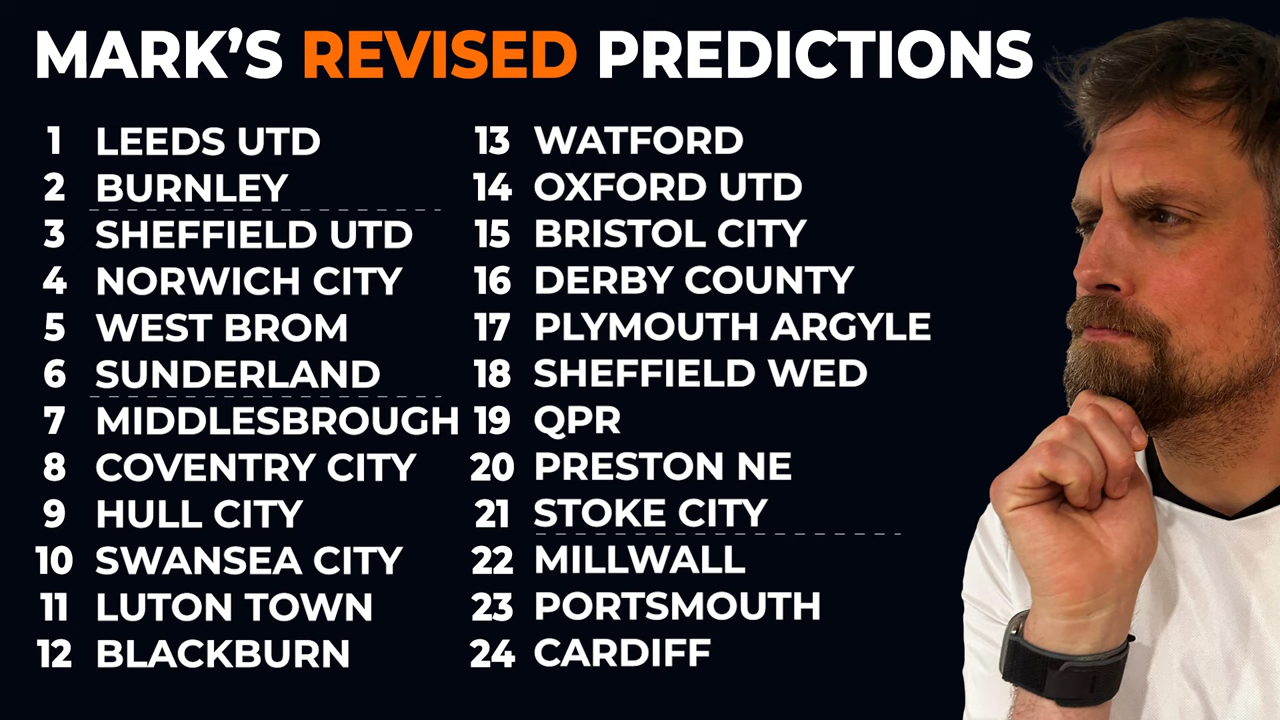 MARK'S REVISED PREDICTIONS
1 LEEDS UTD
2 BURNLEY
3 SHEFFIELD UTD
4 NORWICH CITY
5 WEST BROM
6 SUNDERLAND
7 MIDDLESBROUGH
8 COVENTRY CITY
9 HULL CITY
10 SWANSEA CITY
11 LUTON TOWN
12 BLACKBURN
13 WATFORD
14 OXFORD UTD
15 BRISTOL CITY
16 DERBY COUNTY
17 PLYMOUTH ARGYLE
18 SHEFFIELD WED
19 QPR
20 PRESTON NE
21 STOKE CITY
22 MILLWALL
23 PORTSMOUTH
24 CARDIFF